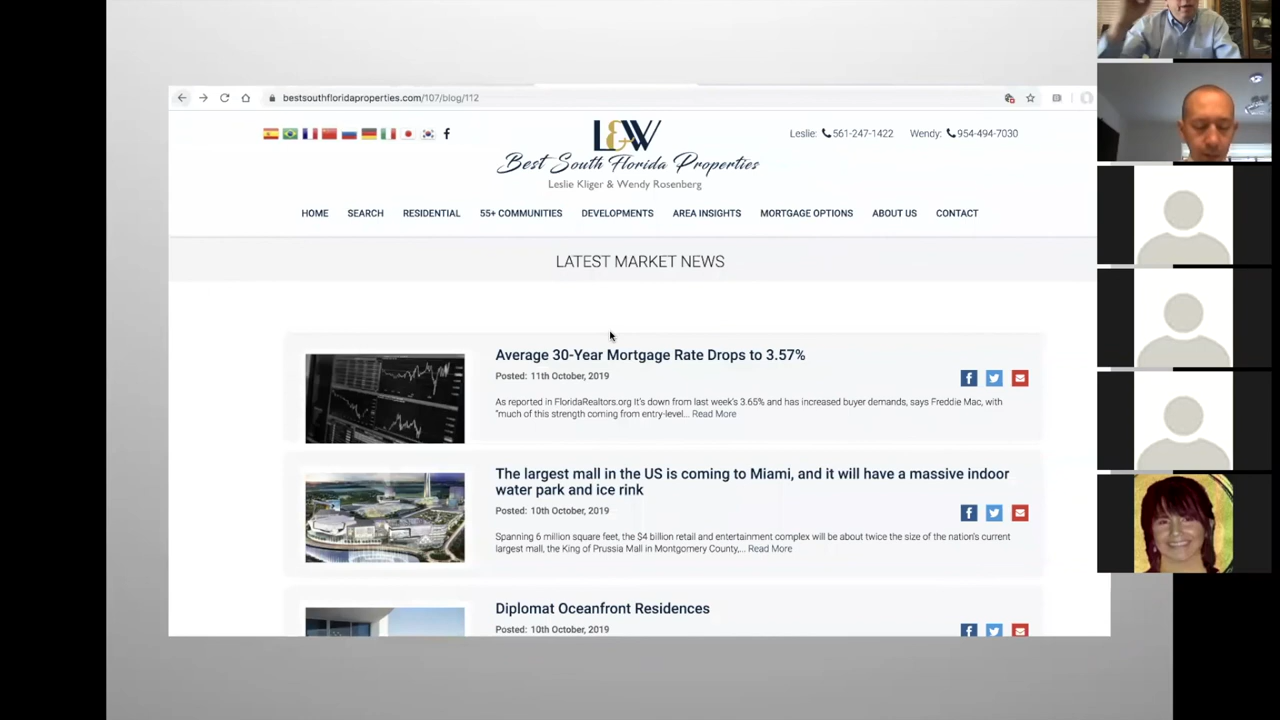 bestsouthfloridaproperties.com/107/blog/112
L&W
Leslie: 561-247-1422 Wendy: 954-494-7030
Best South Florida Properties
Leslie Kliger & Wendy Rosenberg
HOME SEARCH RESIDENTIAL 55+ COMMUNITIES DEVELOPMENTS AREA INSIGHTS MORTGAGE OPTIONS ABOUT US CONTACT
LATEST MARKET NEWS
Average 30-Year Mortgage Rate Drops to 3.57%
Posted: 11th October, 2019
As reported in FloridaRealtors.org It's down from last week's 3.65% and has increased buyer demands, says Freddie Mac, with
"much of this strength coming from entry-level... Read More
The largest mall in the US is coming to Miami, and it will have a massive indoor
water park and ice rink
Posted: 10th October, 2019
Spanning 6 million square feet, the $4 billion retail and entertainment complex will be about twice the size of the nation's current
largest mall, the King of Prussia Mall in Montgomery County,... Read More
Diplomat Oceanfront Residences
Posted: 10th October, 2019